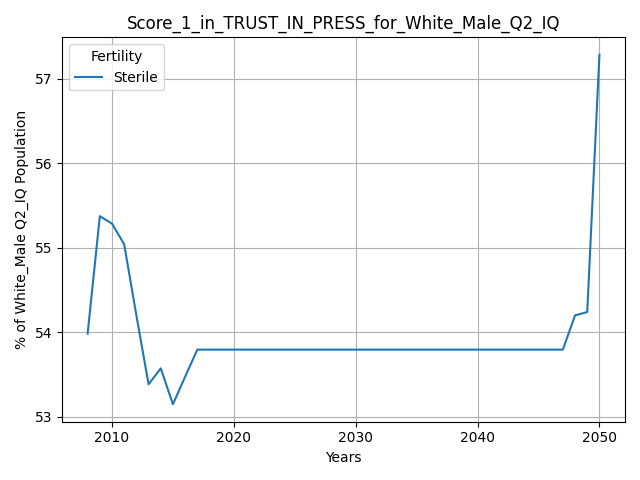 Score_1_in_TRUST_IN_PRESS_for_White_Male_Q2_IQ
Fertility
Sterile
% of White_Male Q2_IQ Population
57
56
55
54
53
2010
2020
2030
2040
2050
Years